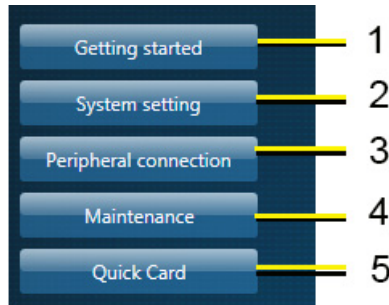 Getting started 1
System setting 2
Peripheral connection 3
Maintenance 4
Quick Card 5